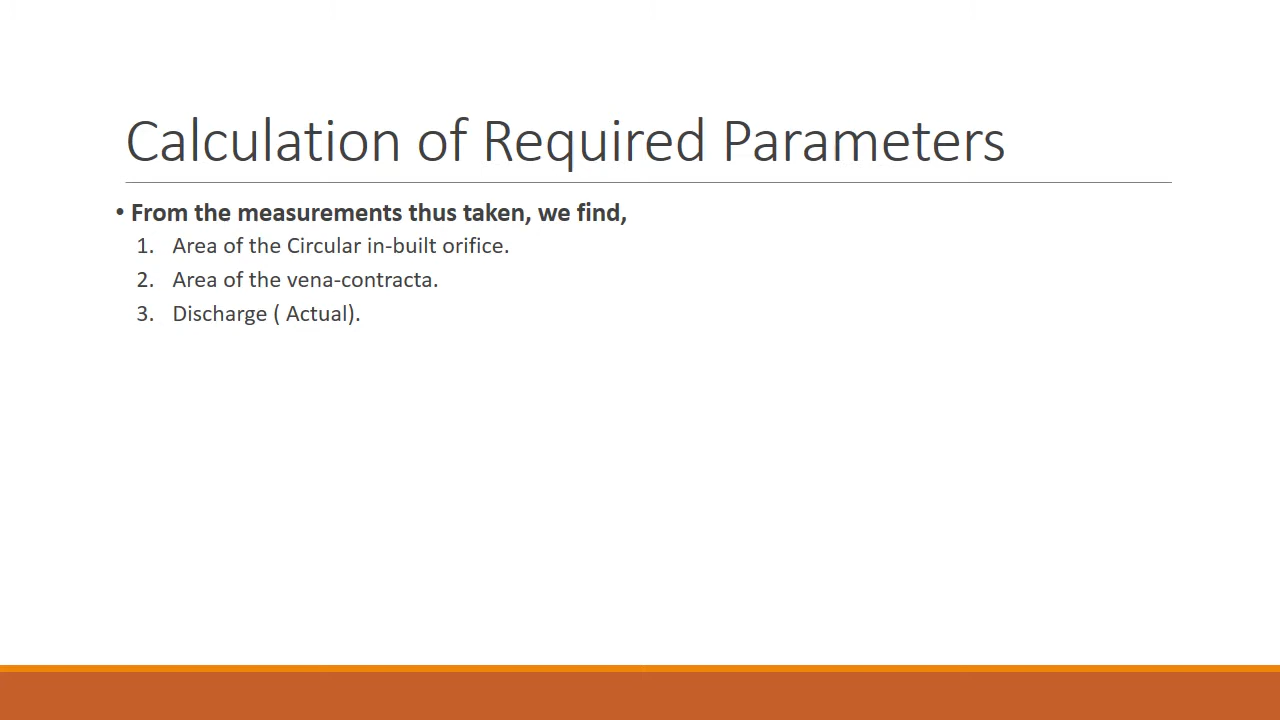 Calculation of Required Parameters
• From the measurements thus taken, we find,
1. Area of the Circular in-built orifice.
2. Area of the vena-contracta.
3. Discharge ( Actual).